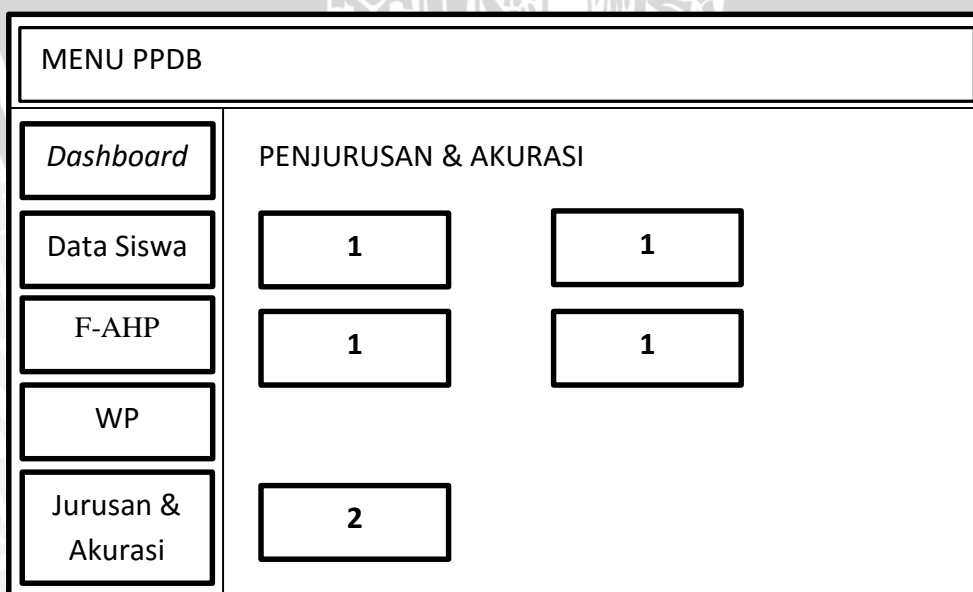 MENU PPDB
Dashboard
PENJURUSAN & AKURASI
Data Siswa
1
1
F-AHP
1
1
WP
Jurusan &
Akurasi
2